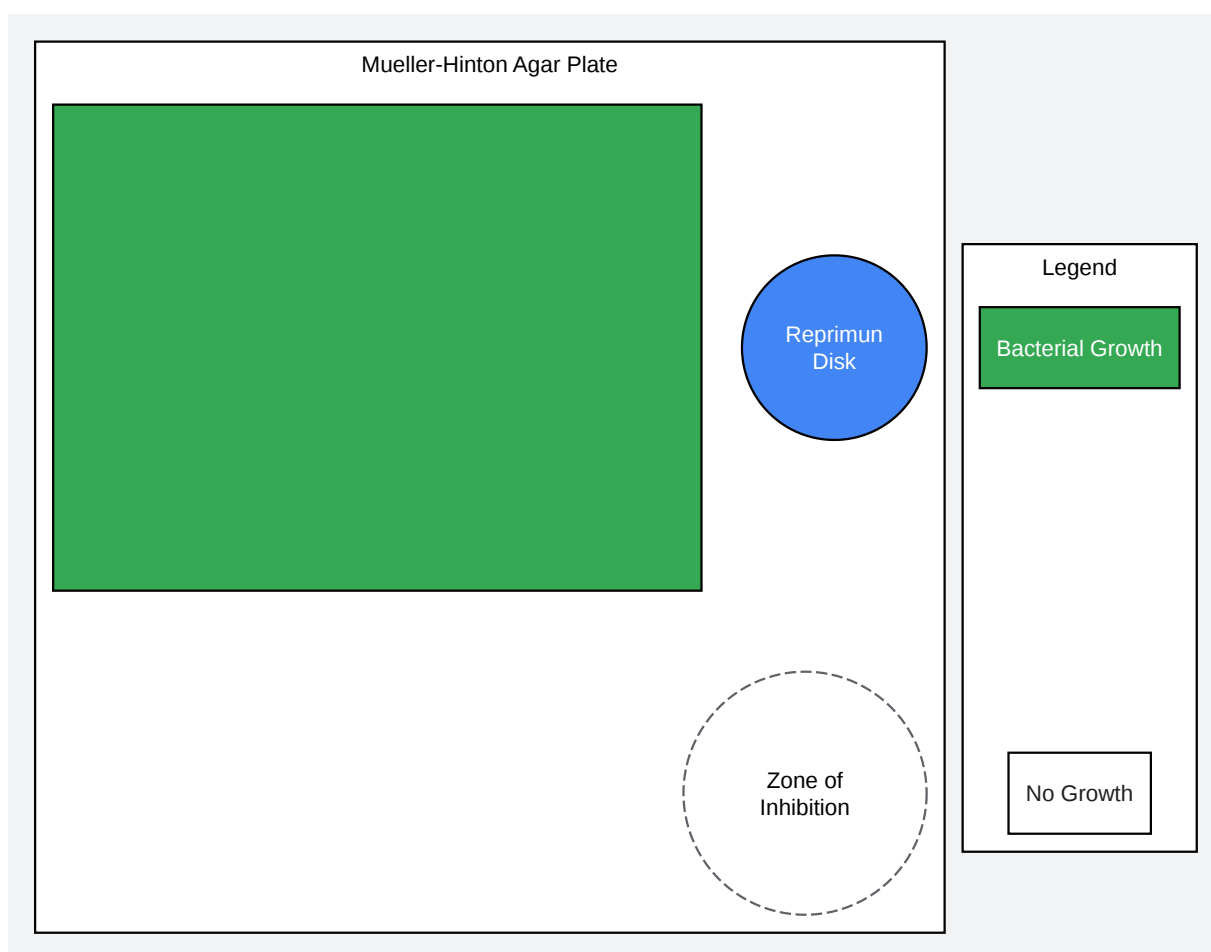 Mueller-Hinton Agar Plate
Reprimun
Disk
Zone of
Inhibition
Legend
Bacterial Growth
No Growth